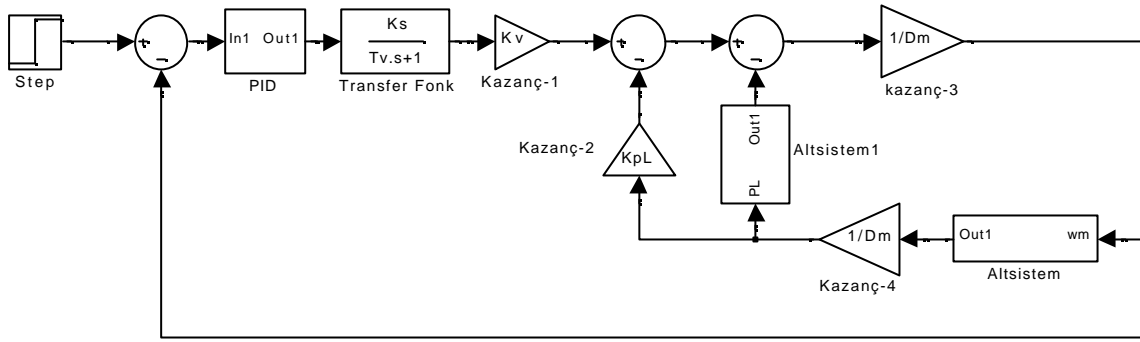 Step
+
-
In1 Out1
PID
Ks
Tv.s+1
Transfer Fonk
Kv
Kazanç-1
+
-
+
-
1/Dm
kazanç-3
Kazanç-2
KpL
Out1
PL
Altsistem1
1/Dm
Kazanç-4
Out1 wm
Altsistem